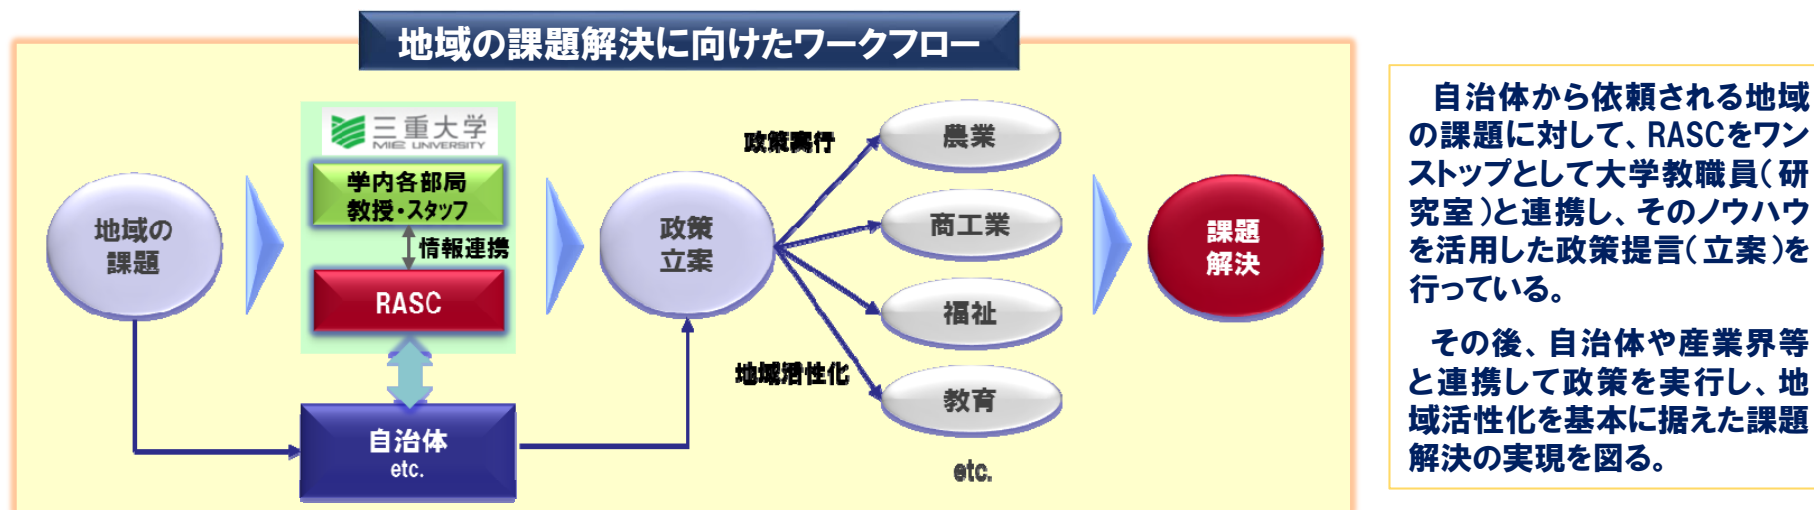 地域の課題解決に向けたワークフロー
三重大学
MIE UNIVERSITY
学内各部局
教授・スタッフ
情報連携
RASC
地域の
課題
自治体
etc.
政策
立案
政策実行
地域活性化
農業
商工業
福祉
教育
etc.
課題
解決
自治体から依頼される地域
の課題に対して、RASCをワン
ストップとして大学教職員(研
究室)と連携し、そのノウハウ
を活用した政策提言(立案)を
行っている。
その後、自治体や産業界等
と連携して政策を実行し、地
域活性化を基本に据えた課題
解決の実現を図る。